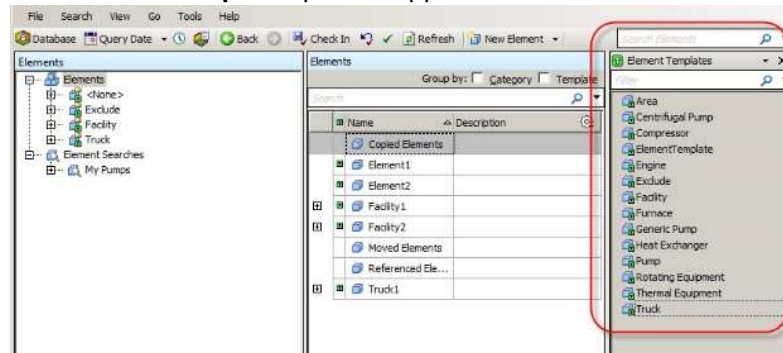 File Search View Go Tools Help
Database Query Date Back Check In Refresh New Element
Search Elements
Elements
Elements
<None>
Exclude
Facility
Truck
Element Searches
My Pumps
Elements
Group by: Category Template
Search
Name Description
Copied Elements
Element1
Element2
Facility1
Facility2
Moved Elements
Referenced Ele...
Truck1
Element Templates
Filter
Area
Centrifugal Pump
Compressor
ElementTemplate
Engine
Exclude
Facility
Furnace
Generic Pump
Heat Exchanger
Pump
Rotating Equipment
Thermal Equipment
Truck